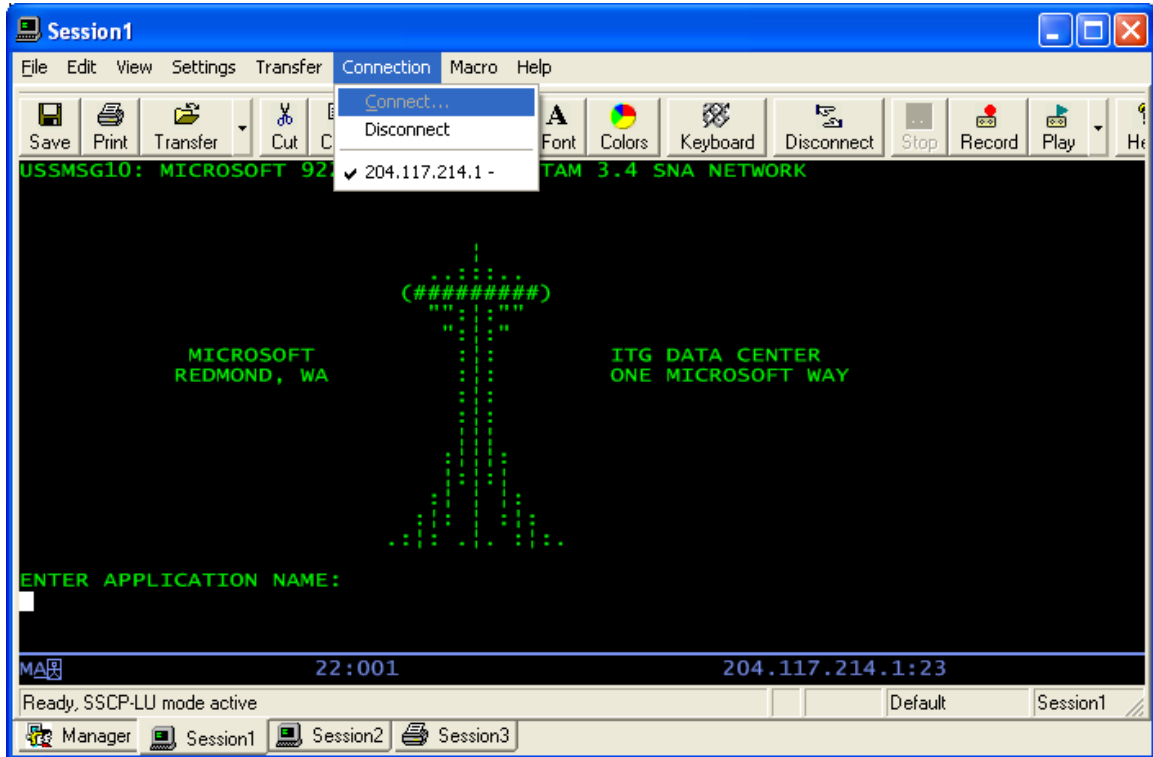 Session1
File Edit View Settings Transfer Connection Macro Help
Connect...
Disconnect
✔ 204.117.214.1 -
Save Print Transfer Cut Font Colors Keyboard Disconnect Stop Record Play
USSMSG10: MICROSOFT TAM 3.4 SNA NETWORK
(#########)
MICROSOFT ITG DATA CENTER
REDMOND, WA ONE MICROSOFT WAY
ENTER APPLICATION NAME:
MA 22:001 204.117.214.1:23
Ready, SSCP-LU mode active Default Session1
Manager Session1 Session2 Session3